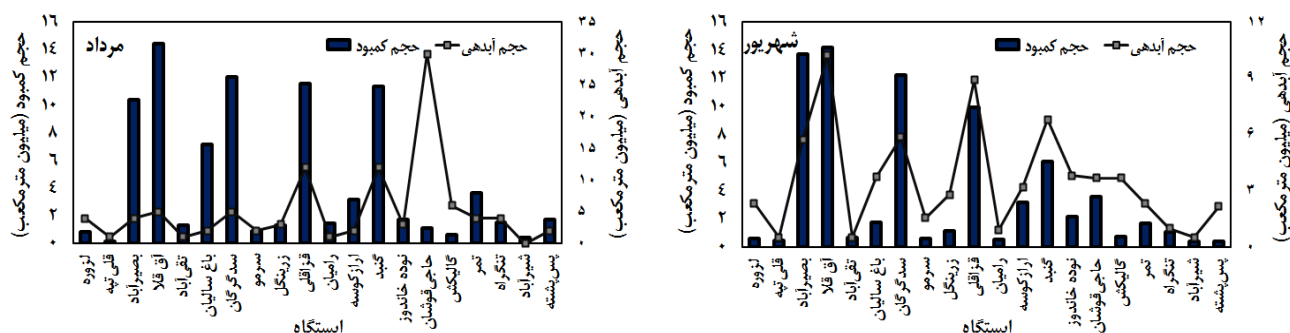 مرداد
حجم کمبود
حجم آبدهی
حجم کمبود (میلیون مترمکعب)
۱۶
۱۴
۱۲
۱۰
۸
۶
۴
۲
۰
حجم آبدهی (میلیون مترمکعب)
۳۵
۳۰
۲۵
۲۰
۱۵
۱۰
۵
۰
لزوره
قلی تپه
بصیرآباد
آق قلا
تقی‌آباد
باغ سالیان
سدگرگان
سرمو
زرینگل
قزاقلی
رامیان
ارازکوسه
گنبد
نوده خاندوز
حاجی‌قوشان
گالیکش
تمر
تنگراه
شیرآباد
پس‌پشته
ایستگاه
شهریور
حجم کمبود
حجم آبدهی
حجم کمبود (میلیون مترمکعب)
۱۶
۱۴
۱۲
۱۰
۸
۶
۴
۲
۰
حجم آبدهی (میلیون مترمکعب)
۱۲
۹
۶
۳
۰
لزوره
قلی تپه
بصیرآباد
آق قلا
تقی‌آباد
باغ سالیان
سدگرگان
سرمو
زرینگل
قزاقلی
رامیان
ارازکوسه
گنبد
نوده خاندوز
حاجی‌قوشان
گالیکش
تمر
تنگراه
شیرآباد
پس‌پشته
ایستگاه